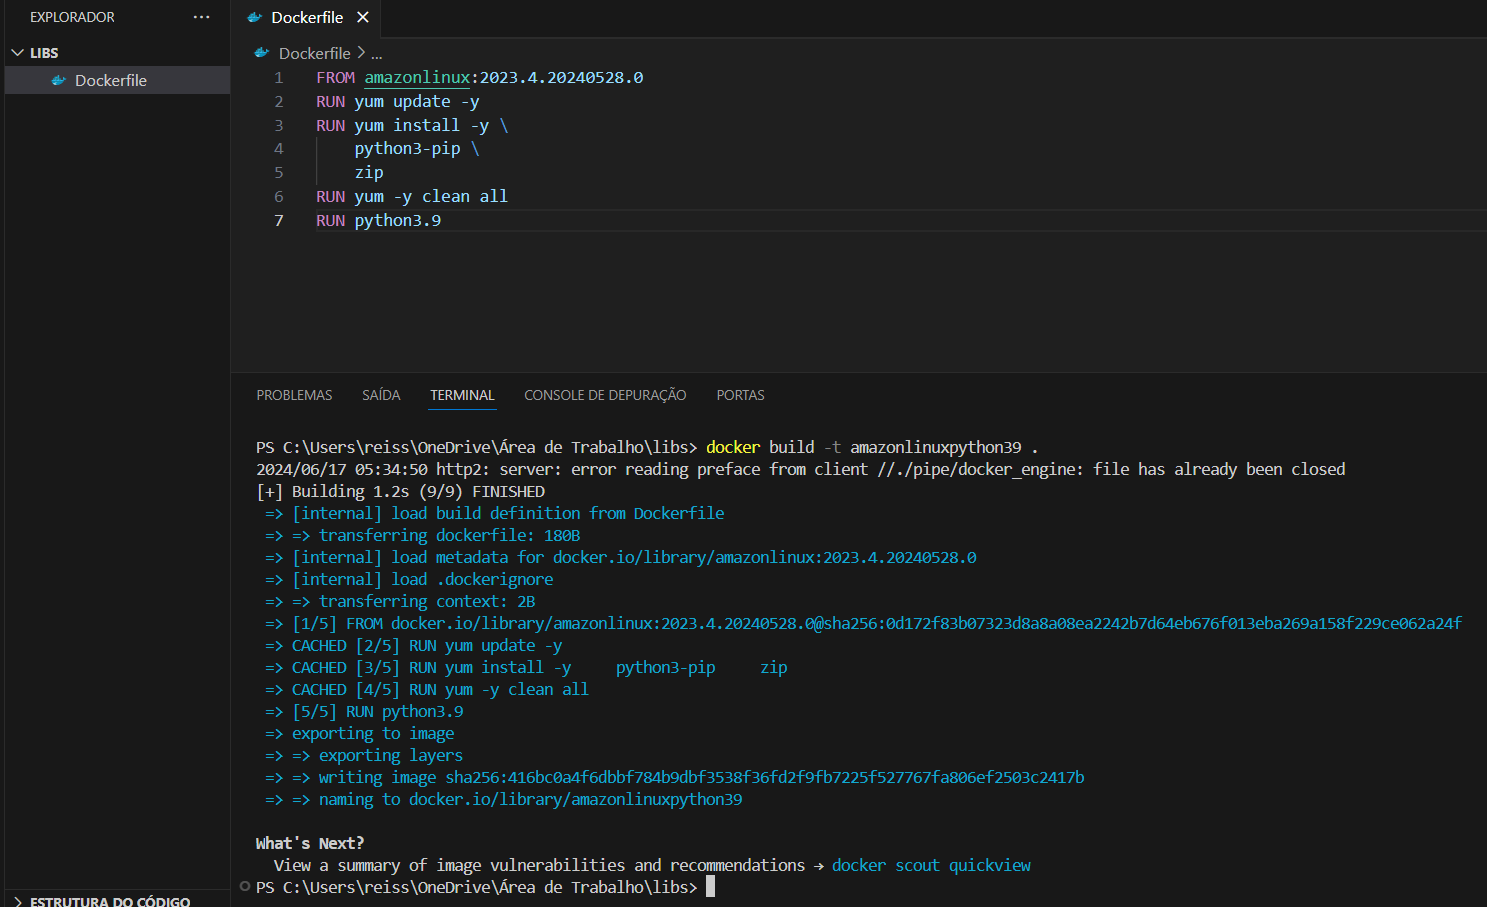 EXPLORADOR ...
LIBS
Dockerfile
Dockerfile
Dockerfile > ...
1 FROM amazonlinux:2023.4.20240528.0
2 RUN yum update -y
3 RUN yum install -y \
4 python3-pip \
5 zip
6 RUN yum -y clean all
7 RUN python3.9
PROBLEMAS SAÍDA TERMINAL CONSOLE DE DEPURAÇÃO PORTAS
PS C:\Users\reiss\OneDrive\Área de Trabalho\libs> docker build -t amazonlinuxpython39 .
2024/06/17 05:34:50 http2: server: error reading preface from client //./pipe/docker_engine: file has already been closed
[+] Building 1.2s (9/9) FINISHED
=> [internal] load build definition from Dockerfile
=> => transferring dockerfile: 180B
=> [internal] load metadata for docker.io/library/amazonlinux:2023.4.20240528.0
=> [internal] load .dockerignore
=> => transferring context: 2B
=> [1/5] FROM docker.io/library/amazonlinux:2023.4.20240528.0@sha256:0d172f83b07323d8a8a08ea2242b7d64eb676f013eba269a158f229ce062a24f
=> CACHED [2/5] RUN yum update -y
=> CACHED [3/5] RUN yum install -y     python3-pip     zip
=> CACHED [4/5] RUN yum -y clean all
=> [5/5] RUN python3.9
=> exporting to image
=> => exporting layers
=> => writing image sha256:416bc0a4f6dbbf784b9dbf3538f36fd2f9fb7225f527767fa806ef2503c2417b
=> => naming to docker.io/library/amazonlinuxpython39
What's Next?
View a summary of image vulnerabilities and recommendations → docker scout quickview
PS C:\Users\reiss\OneDrive\Área de Trabalho\libs>
ESTRUTURA DO CÓDIGO